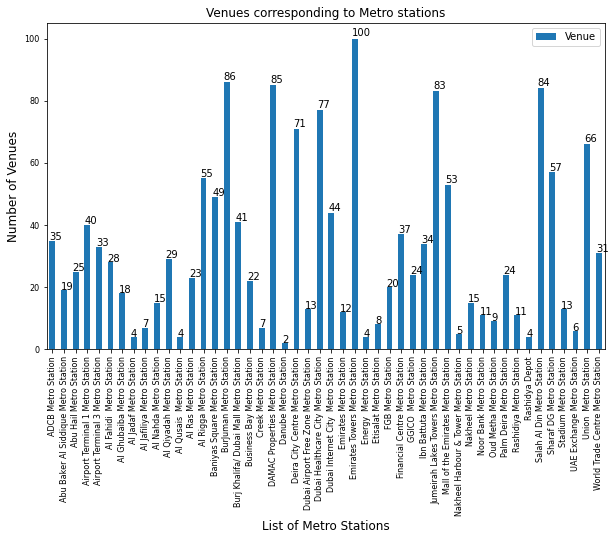 Venues corresponding to Metro stations
Venue
Number of Venues
100
80
60
40
20
0
35
19
25
40
33
28
18
4
7
15
29
4
23
55
49
86
41
22
7
85
2
71
13
77
44
12
100
4
8
20
37
24
34
83
53
5
15
11
9
24
11
4
84
57
13
6
66
31
ADCB Metro Station
Abu Baker Al Siddique Metro Station
Abu Hail Metro Station
Airport Terminal 1 Metro Station
Airport Terminal 3 Metro Station
Al Fahidi Metro Station
Al Ghubaiba Metro Station
Al Jadaf Metro Station
Al Jafiliya Metro Station
Al Nahda Metro Station
Al Qiyadah Metro Station
Al Qusais Metro Station
Al Ras Metro Station
Al Rigga Metro Station
Baniyas Square Metro Station
Burjuman Metro Station
Burj Khalifa/ Dubai Mall Metro Station
Business Bay Metro Station
Creek Metro Station
DAMAC Properties Metro Station
Danube Metro Station
Deira City Centre Metro Station
Dubai Airport Free Zone Metro Station
Dubai Healthcare City Metro Station
Dubai Internet City Metro Station
Emirates Metro Station
Emirates Towers Metro Station
Energy Metro Station
Etisalat Metro Station
FGB Metro Station
Financial Centre Metro Station
GGICO Metro Station
Ibn Battuta Metro Station
Jumeirah Lakes Towers Metro Station
Mall of the Emirates Metro Station
Nakheel Harbour & Tower Metro Station
Nakheel Metro Station
Noor Bank Metro Station
Oud Metha Metro Station
Palm Deira Metro Station
Rashidiya Metro Station
Rashidya Depot
Salah Al Din Metro Station
Sharaf DG Metro Station
Stadium Metro Station
UAE Exchange Metro Station
Union Metro Station
World Trade Centre Metro Station
List of Metro Stations